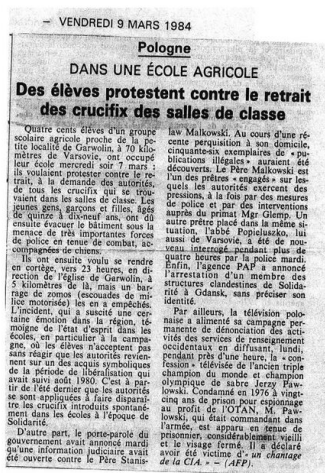 — VENDREDI 9 MARS 1984
Pologne
DANS UNE ÉCOLE AGRICOLE
Des élèves protestent contre le retrait
des crucifix des salles de classe
Quatre cents élèves d'un groupe
scolaire agricole proche de la pe-
tite localité de Garwolin, à 70 kilo-
mètres de Varsovie, ont occupé
leur école mercredi soir 7 mars :
ils voulaient protester contre le re-
trait, à la demande des autorités,
de tous les crucifix qui se trou-
vaient dans les salles de classe. Les
jeunes gens, garçons et filles, âgés
de quinze à dix-neuf ans, ont dû
ensuite évacuer le bâtiment sous la
menace de très importantes forces
de police en tenue de combat, ac-
compagnées de chiens.
Ils ont ensuite voulu se rendre
en cortège, vers 23 heures, en di-
rection de l'église de Garwolin, à
5 kilomètres de là, mais un bar-
rage de zomos (escouades de mi-
lice motorisée) les en a empêchés.
L'incident, qui a suscité une cer-
taine émotion dans la région, té-
moigne de l'état d'esprit dans les
écoles, en particulier à la campa-
gne, où les élèves n'acceptent pas
sans réagir que les autorités revien-
nent sur des acquis symboliques
de la période de libéralisation qui
avait suivi août 1980. C'est à par-
tir de l'été dernier que les autorités
se sont appliquées à faire dispara-
ître les crucifix introduits spontané-
ment dans les écoles à l'époque de
Solidarité.
D'autre part, le porte-parole du
gouvernement avait annoncé mardi
qu'une information judiciaire avait
été ouverte contre le Père Stanis-
law Malkowski. Au cours d'une ré-
cente perquisition à son domicile,
cinquante-six exemplaires de «pu-
blications illégales» auraient été
découverts. Le Père Malkowski est
l'un des prêtres «engagés» sur les-
quels les autorités exercent des
pressions, à la fois par des mesures
de police et par des interventions
auprès du primat Mgr Glemp. Un
autre prêtre placé dans la même si-
tuation, l'abbé Popieluszko, lui
aussi de Varsovie, a été de nou-
veau interrogé pendant plus de
quatre heures par la police mardi.
Enfin, l'agence PAP a annoncé
l'arrestation d'un membre des
structures clandestines de Solida-
rité à Gdansk, sans préciser son
identité.
Par ailleurs, la télévision polo-
naise a alimenté sa campagne per-
manente de dénonciation des acti-
vités des services de renseignement
occidentaux en diffusant, lundi,
pendant près d'une heure, la «con-
fession» télévisée de l'ancien triple
champion du monde et champion
olympique de sabre Jerzy Paw-
lowski. Condamné en 1976 à vingt-
cinq ans de prison pour espionnage
au profit de l'OTAN, M. Paw-
lowski, qui était commandant dans
l'armée, est apparu en tenue de
prisonnier, considérablement vieilli
et le visage fermé. Il a déclaré
avoir été victime d'« un chantage
de la CIA. » – (AFP)